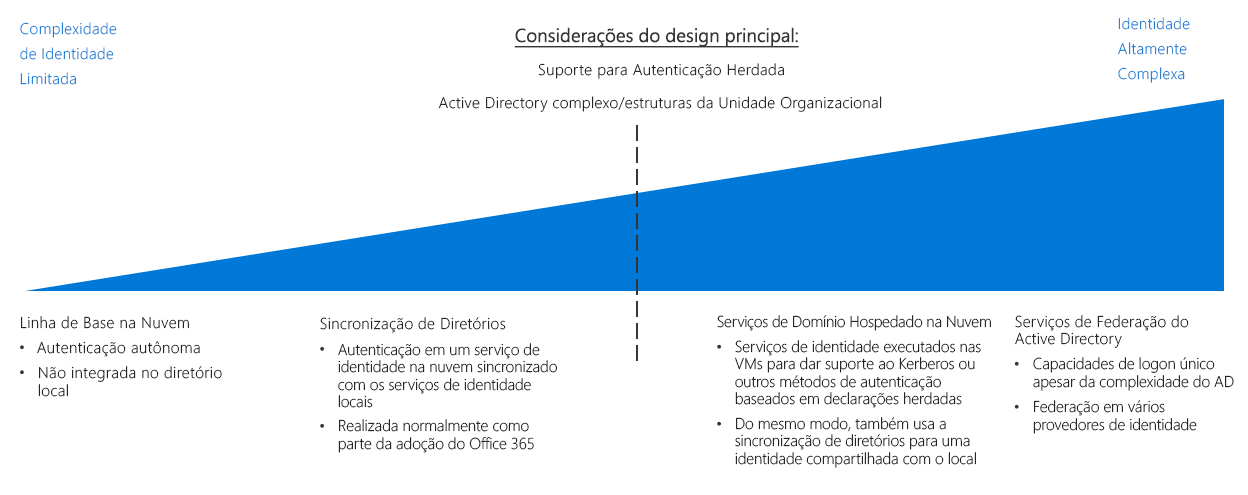 Complexidade
de Identidade
Limitada
Considerações do design principal:
Suporte para Autenticação Herdada
Active Directory complexo/estruturas da Unidade Organizacional
Identidade
Altamente
Complexa
Linha de Base na Nuvem
• Autenticação autônoma
• Não integrada no diretório
local
Sincronização de Diretórios
• Autenticação em um serviço de
identidade na nuvem sincronizado
com os serviços de identidade
locais
• Realizada normalmente como
parte da adoção do Office 365
Serviços de Domínio Hospedado na Nuvem
• Serviços de identidade executados nas
VMs para dar suporte ao Kerberos ou
outros métodos de autenticação
baseados em declarações herdadas
• Do mesmo modo, também usa a
sincronização de diretórios para uma
identidade compartilhada com o local
Serviços de Federação do
Active Directory
• Capacidades de logon único
apesar da complexidade do AD
• Federação em vários
provedores de identidade